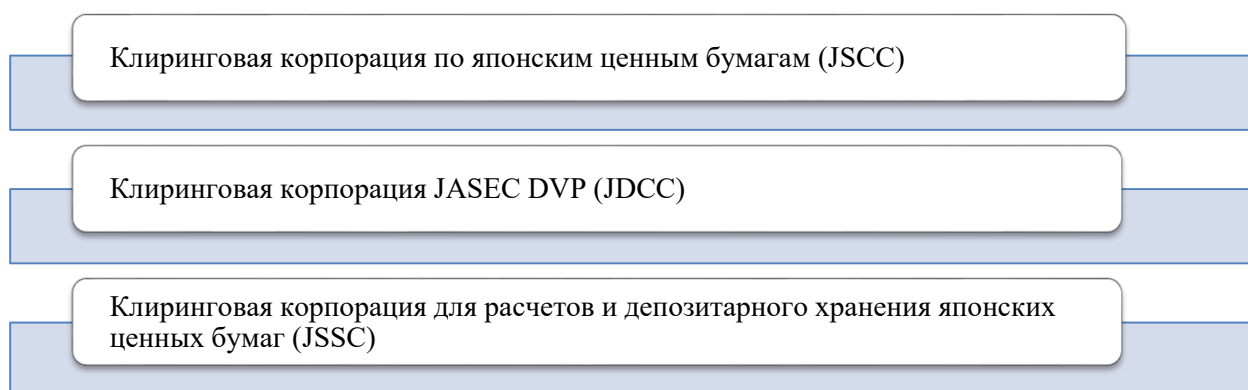 Клиринговая корпорация по японским ценным бумагам (JSCC)
Клиринговая корпорация JASEC DVP (JDCC)
Клиринговая корпорация для расчетов и депозитарного хранения японских
ценных бумаг (JSSC)